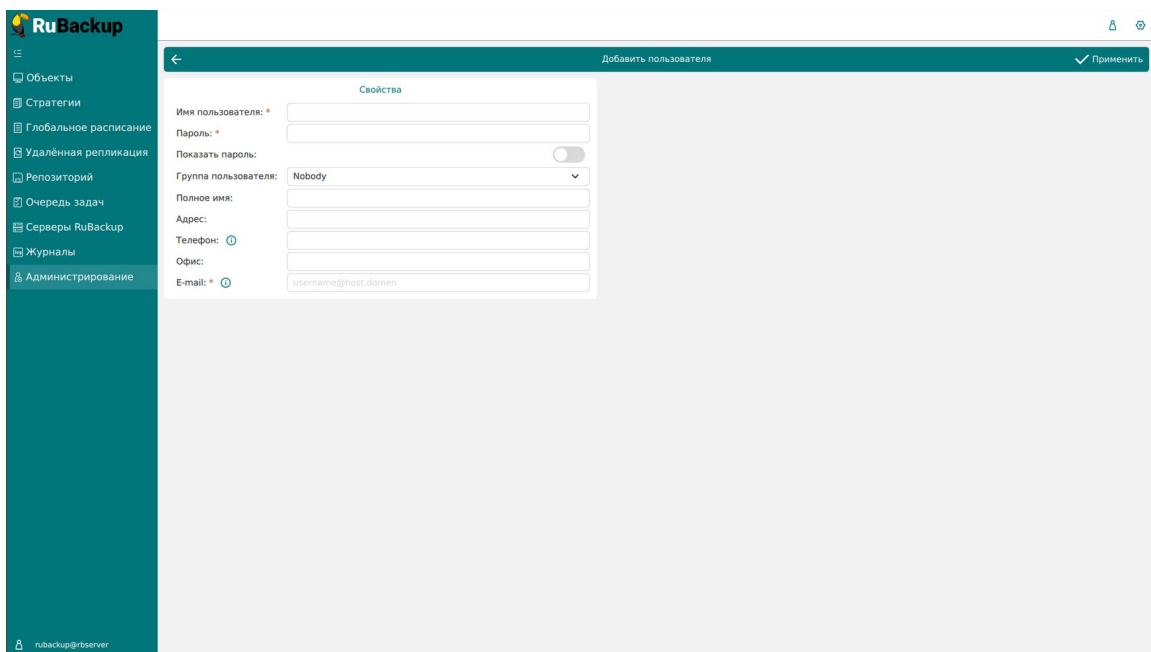 RuBackup
Объекты
Стратегии
Глобальное расписание
Удалённая репликация
Репозиторий
Очередь задач
Серверы RuBackup
Журналы
Администрирование
rubackup@rbserver
Добавить пользователя
Применить
Свойства
Имя пользователя: *
Пароль: *
Показать пароль:
Группа пользователя: Nobody
Полное имя:
Адрес:
Телефон:
Офис:
E-mail: * username@host.domen